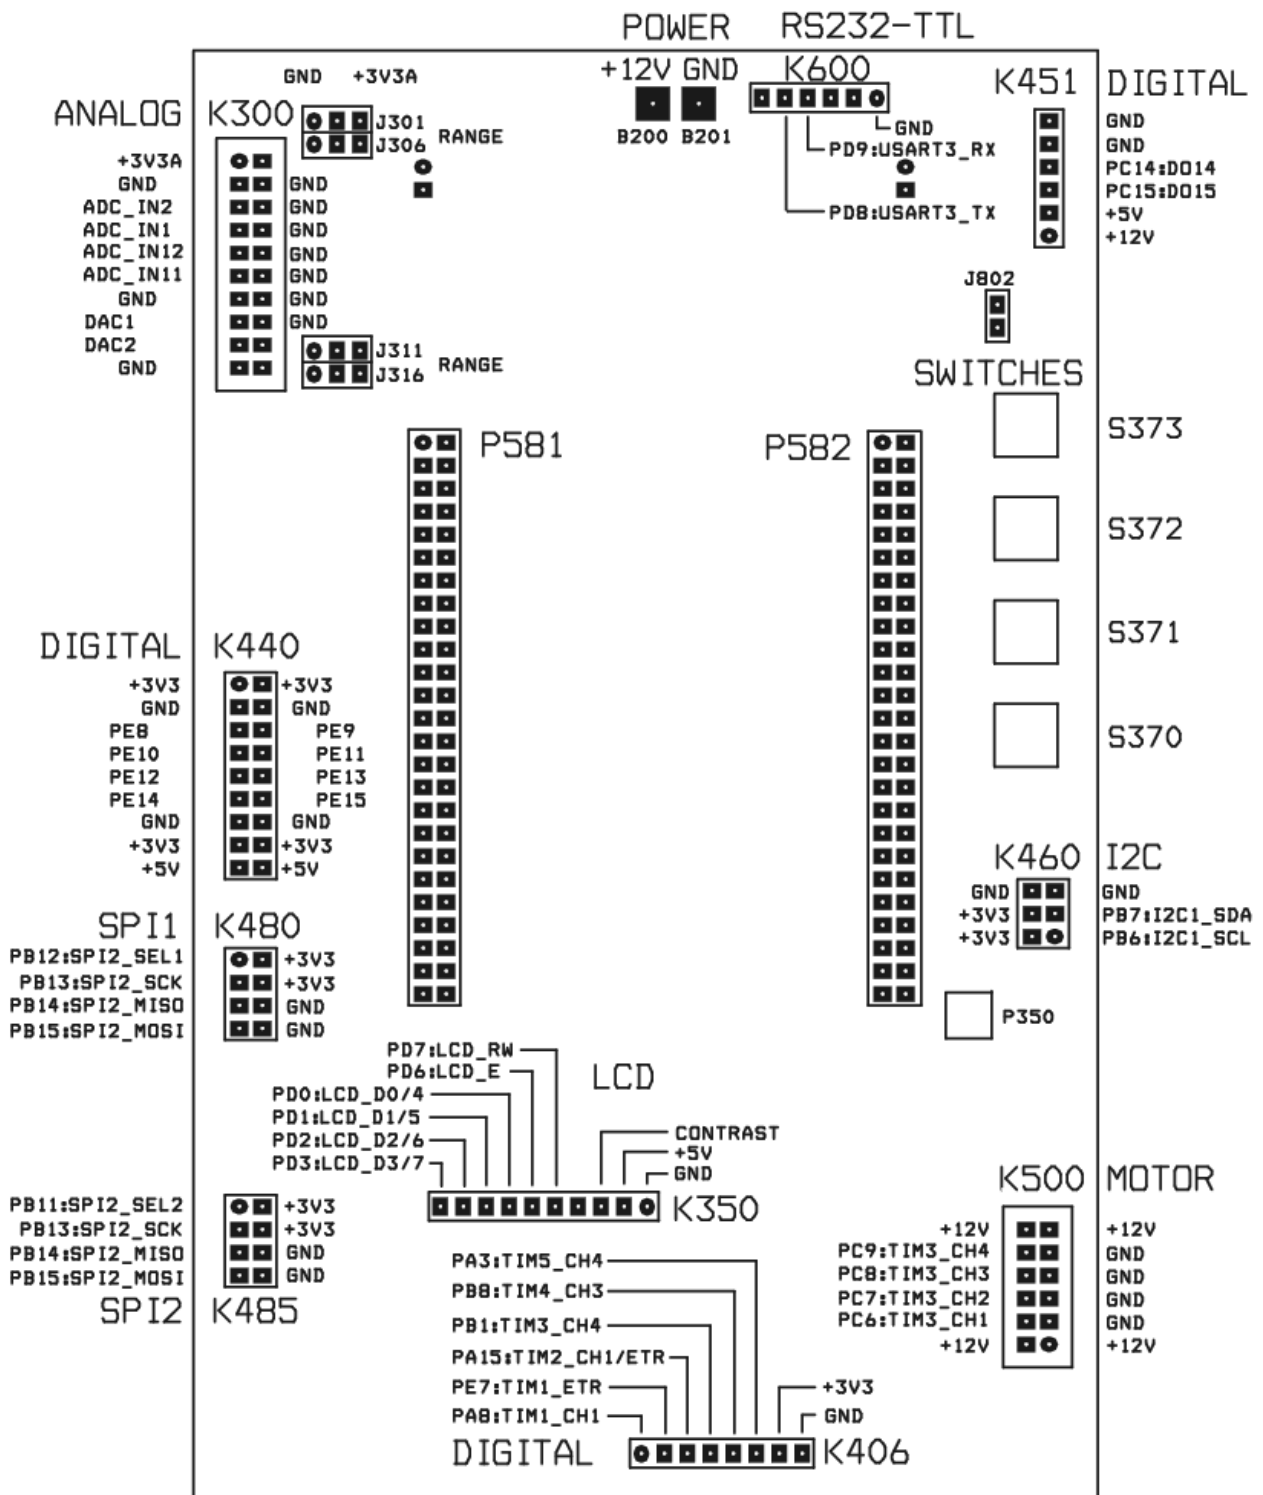 POWER RS232-TTL
+12V GND K600
GND +3V3A
K451 DIGITAL
ANALOG K300
J301
J306
RANGE
B200 B201
GND
PD9:USART3_RX
PD8:USART3_TX
GND
GND
PC14:DO14
PC15:DO15
+5V
+12V
+3V3A
GND GND
ADC_IN2 GND
ADC_IN1 GND
ADC_IN12 GND
ADC_IN11 GND
GND GND
DAC1 GND
DAC2
GND
J311
J316
RANGE
J802
SWITCHES
S373
S372
S371
S370
P581
P582
DIGITAL K440
+3V3 +3V3
GND GND
PE8 PE9
PE10 PE11
PE12 PE13
PE14 PE15
GND GND
+3V3 +3V3
+5V +5V
K460 I2C
GND GND
+3V3 PB7:I2C1_SDA
+3V3 PB6:I2C1_SCL
SPI1 K480
PB12:SPI2_SEL1 +3V3
PB13:SPI2_SCK +3V3
PB14:SPI2_MISO GND
PB15:SPI2_MOSI GND
P350
PD7:LCD_RW
PD6:LCD_E
LCD
PD0:LCD_D0/4
PD1:LCD_D1/5
PD2:LCD_D2/6
PD3:LCD_D3/7
CONTRAST
+5V
GND
K350
PB11:SPI2_SEL2 +3V3
PB13:SPI2_SCK +3V3
PB14:SPI2_MISO GND
PB15:SPI2_MOSI GND
SPI2 K485
K500 MOTOR
+12V +12V
PC9:TIM3_CH4 GND
PC8:TIM3_CH3 GND
PC7:TIM3_CH2 GND
PC6:TIM3_CH1 GND
+12V +12V
PA3:TIM5_CH4
PB8:TIM4_CH3
PB1:TIM3_CH4
PA15:TIM2_CH1/ETR
PE7:TIM1_ETR
PA8:TIM1_CH1
+3V3
GND
DIGITAL K406